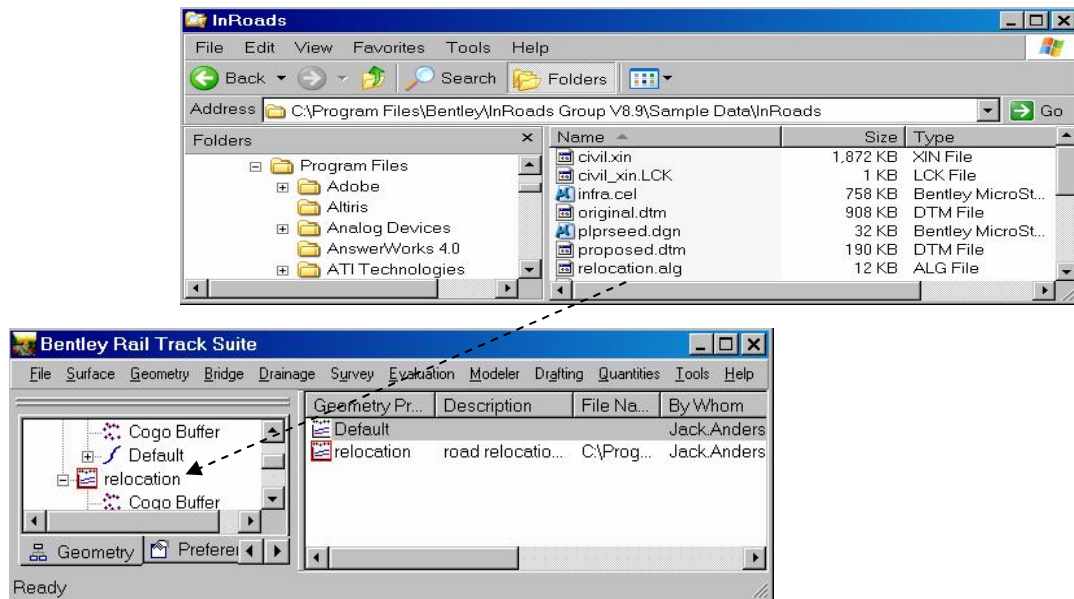 InRoads
File Edit View Favorites Tools Help
Back Search Folders
Address C:\Program Files\Bentley\InRoads Group V8.9\Sample Data\InRoads Go
Folders × Name Size Type
Program Files
Adobe
Altiris
Analog Devices
AnswerWorks 4.0
ATI Technologies
civil.xin 1,872 KB XIN File
civil_xin.LCK 1 KB LCK File
infra.cel 758 KB Bentley MicroSt...
original.dtm 908 KB DTM File
plprseed.dgn 32 KB Bentley MicroSt...
proposed.dtm 190 KB DTM File
relocation.alg 12 KB ALG File
Bentley Rail Track Suite
File Surface Geometry Bridge Drainage Survey Evaluation Modeler Drafting Quantities Tools Help
Cogo Buffer
Default
relocation
Cogo Buffer
Geometry Preferer
Geometry Pr... Description File Na... By Whom
Default Jack.Anders
relocation road relocatio... C:\Prog... Jack.Anders
Ready